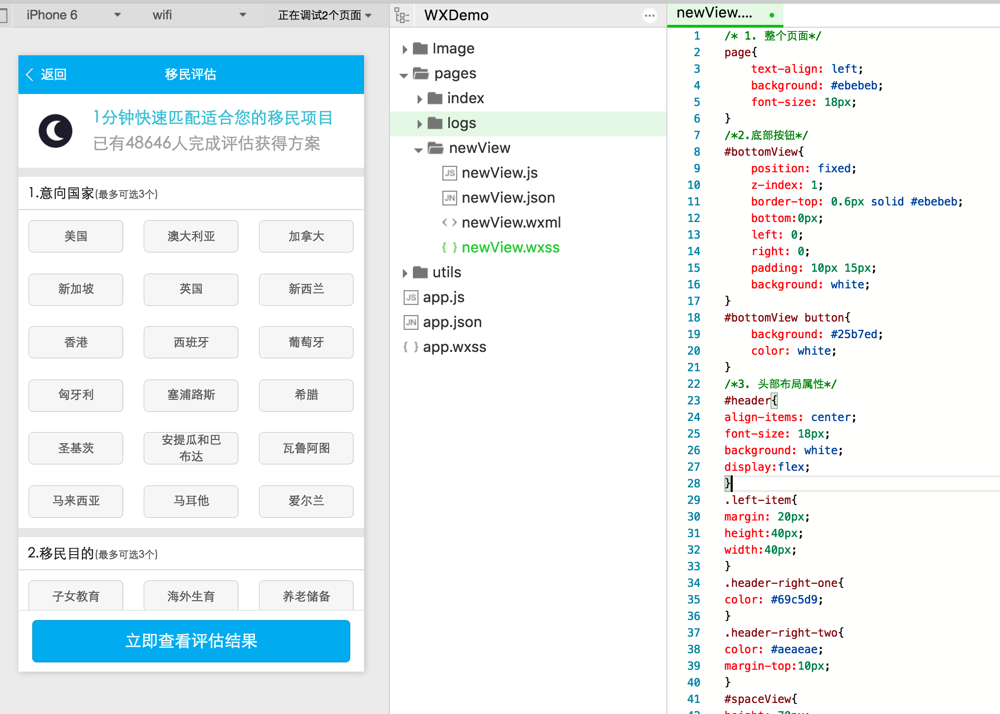 iPhone 6
wifi
正在调试2个页面
返回
移民评估
1分钟快速匹配适合您的移民项目
已有48646人完成评估获得方案
1.意向国家(最多可选3个)
美国 澳大利亚 加拿大
新加坡 英国 新西兰
香港 西班牙 葡萄牙
匈牙利 塞浦路斯 希腊
圣基茨 安提瓜和巴布达 瓦鲁阿图
马来西亚 马耳他 爱尔兰
2.移民目的(最多可选3个)
子女教育 海外生育 养老储备
立即查看评估结果
WXDemo
Image
pages
index
logs
newView
JS newView.js
JN newView.json
<> newView.wxml
{ } newView.wxss
utils
JS app.js
JN app.json
{ } app.wxss
newView....
1 /* 1. 整个页面*/
2 page{
3 text-align: left;
4 background: #ebebeb;
5 font-size: 18px;
6 }
7 /*2.底部按钮*/
8 #bottomView{
9 position: fixed;
10 z-index: 1;
11 border-top: 0.6px solid #ebebeb;
12 bottom:0px;
13 left: 0;
14 right: 0;
15 padding: 10px 15px;
16 background: white;
17 }
18 #bottomView button{
19 background: #25b7ed;
20 color: white;
21 }
22 /*3. 头部布局属性*/
23 #header{
24 align-items: center;
25 font-size: 18px;
26 background: white;
27 display:flex;
28 }
29 .left-item{
30 margin: 20px;
31 height:40px;
32 width:40px;
33 }
34 .header-right-one{
35 color: #69c5d9;
36 }
37 .header-right-two{
38 color: #aeaeae;
39 margin-top:10px;
40 }
41 #spaceView{